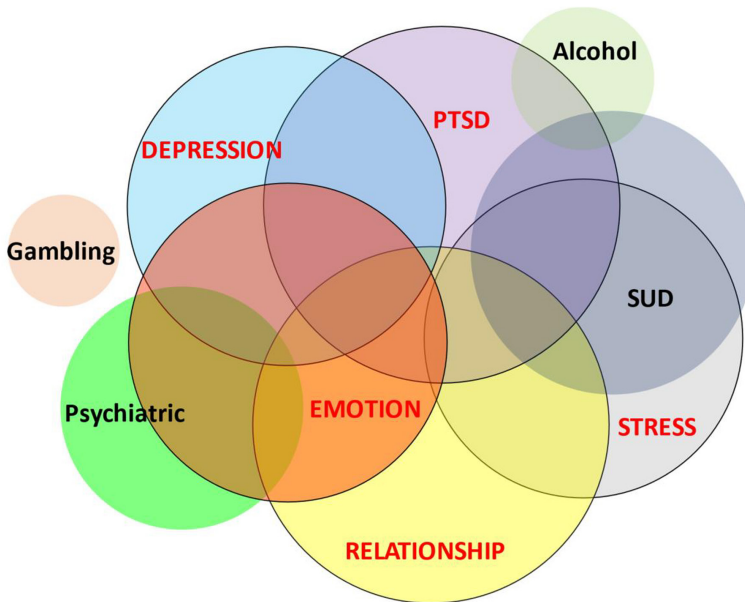 Alcohol
PTSD
DEPRESSION
Gambling
SUD
Psychiatric
EMOTION
STRESS
RELATIONSHIP